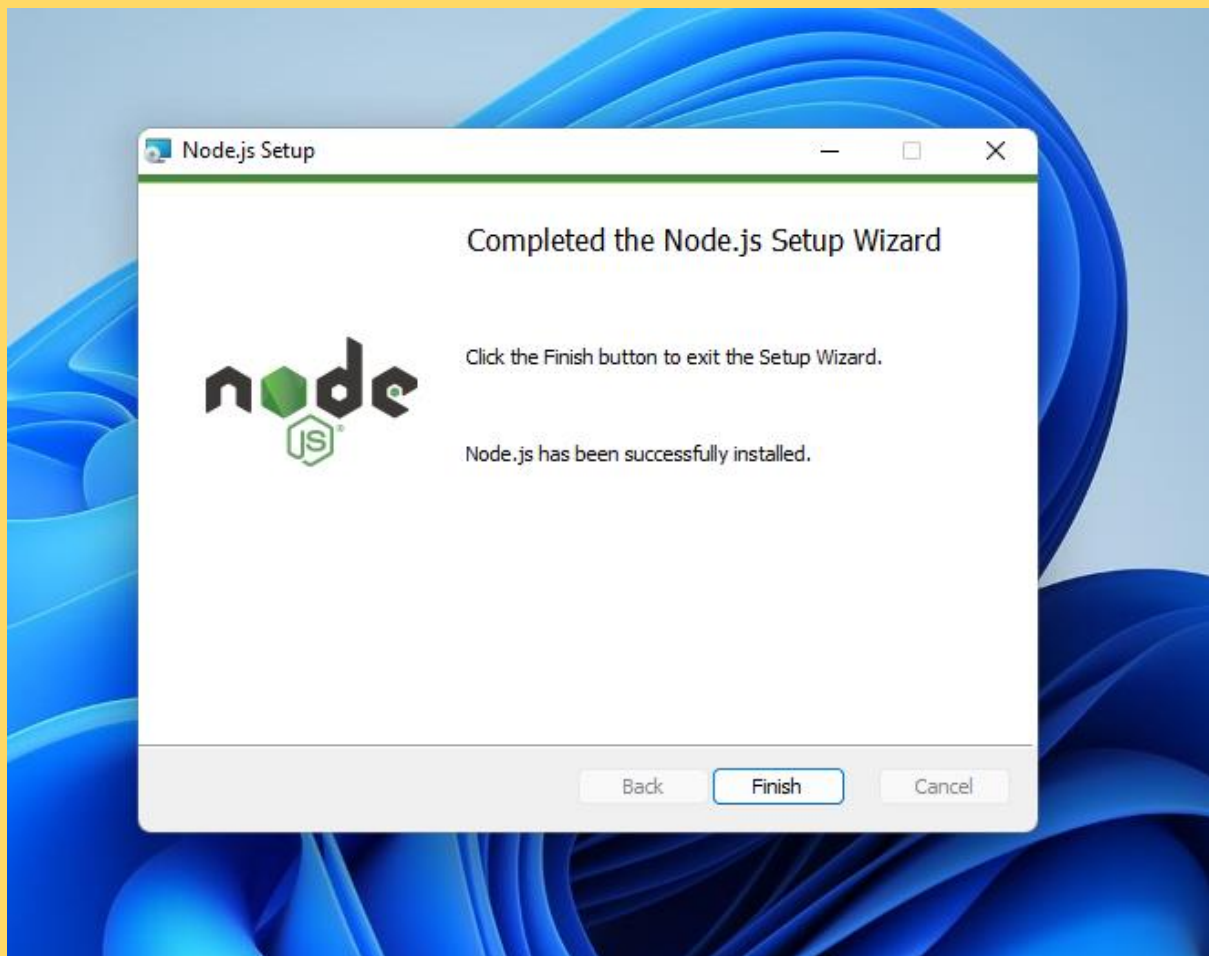 Node.js Setup
Completed the Node.js Setup Wizard
Click the Finish button to exit the Setup Wizard.
node
JS®
Node.js has been successfully installed.
Back Finish Cancel